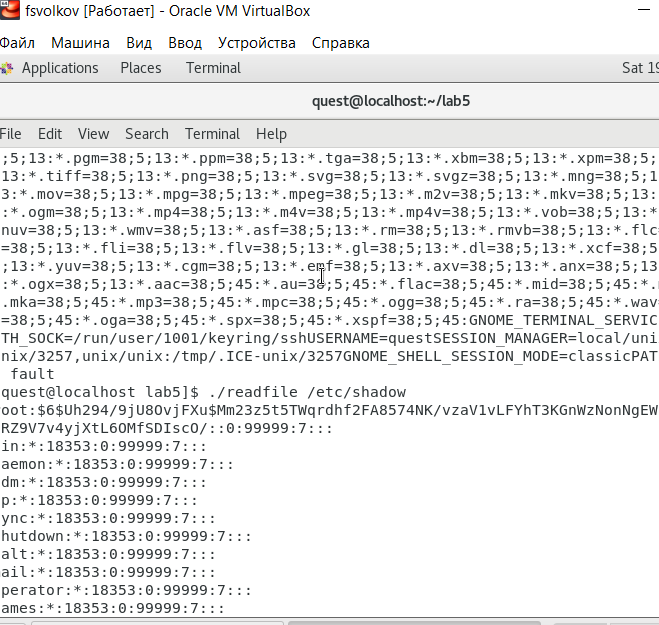 fsvolkov [Работает] - Oracle VM VirtualBox
Файл Машина Вид Ввод Устройства Справка
Applications Places Terminal Sat 19
quest@localhost:~/lab5
File Edit View Search Terminal Help
;5;13:*.pgm=38;5;13:*.ppm=38;5;13:*.tga=38;5;13:*.xbm=38;5;13:*.xpm=38;5;
13:*.tiff=38;5;13:*.png=38;5;13:*.svg=38;5;13:*.svgz=38;5;13:*.mng=38;5;1
3:*.mov=38;5;13:*.mpg=38;5;13:*.mpeg=38;5;13:*.m2v=38;5;13:*.mkv=38;5;13:
:*.ogm=38;5;13:*.mp4=38;5;13:*.m4v=38;5;13:*.mp4v=38;5;13:*.vob=38;5;13:*
nuv=38;5;13:*.wmv=38;5;13:*.asf=38;5;13:*.rm=38;5;13:*.rmvb=38;5;13:*.flc
=38;5;13:*.fli=38;5;13:*.flv=38;5;13:*.gl=38;5;13:*.dl=38;5;13:*.xcf=38;5
;13:*.yuv=38;5;13:*.cgm=38;5;13:*.emf=38;5;13:*.axv=38;5;13:*.anx=38;5;13
:*.ogx=38;5;13:*.aac=38;5;45:*.au=38;5;45:*.flac=38;5;45:*.mid=38;5;45:*.
.mka=38;5;45:*.mp3=38;5;45:*.mpc=38;5;45:*.ogg=38;5;45:*.ra=38;5;45:*.wav
=38;5;45:*.oga=38;5;45:*.spx=38;5;45:*.xspf=38;5;45:GNOME_TERMINAL_SERVIC
TH_SOCK=/run/user/1001/keyring/sshUSERNAME=questSESSION_MANAGER=local/uni
nix/3257,unix/unix:/tmp/.ICE-unix/3257GNOME_SHELL_SESSION_MODE=classicPAT
fault
quest@localhost lab5]$ ./readfile /etc/shadow
oot:$6$Uh294/9jU8OvjFXu$Mm23z5t5TWqrdhf2FA8574NK/vzaV1vLFYhT3KGnWzNonNgEW
RZ9V7v4yjXtL6OMfSDIscO/::0:99999:7:::
in:*:18353:0:99999:7:::
aemon:*:18353:0:99999:7:::
dm:*:18353:0:99999:7:::
p:*:18353:0:99999:7:::
ync:*:18353:0:99999:7:::
hutdown:*:18353:0:99999:7:::
alt:*:18353:0:99999:7:::
ail:*:18353:0:99999:7:::
perator:*:18353:0:99999:7:::
ames:*:18353:0:99999:7:::